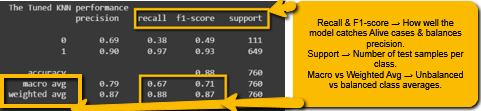 The Tuned KNN performance
precision recall f1-score support
0 0.69 0.38 0.49 111
1 0.90 0.97 0.93 649
accuracy 0.88 760
macro avg 0.79 0.67 0.71 760
weighted avg 0.87 0.88 0.87 760
Recall & F1-score → How well the
model catches Alive cases & balances
precision.
Support → Number of test samples per
class.
Macro vs Weighted Avg → Unbalanced
vs balanced class averages.